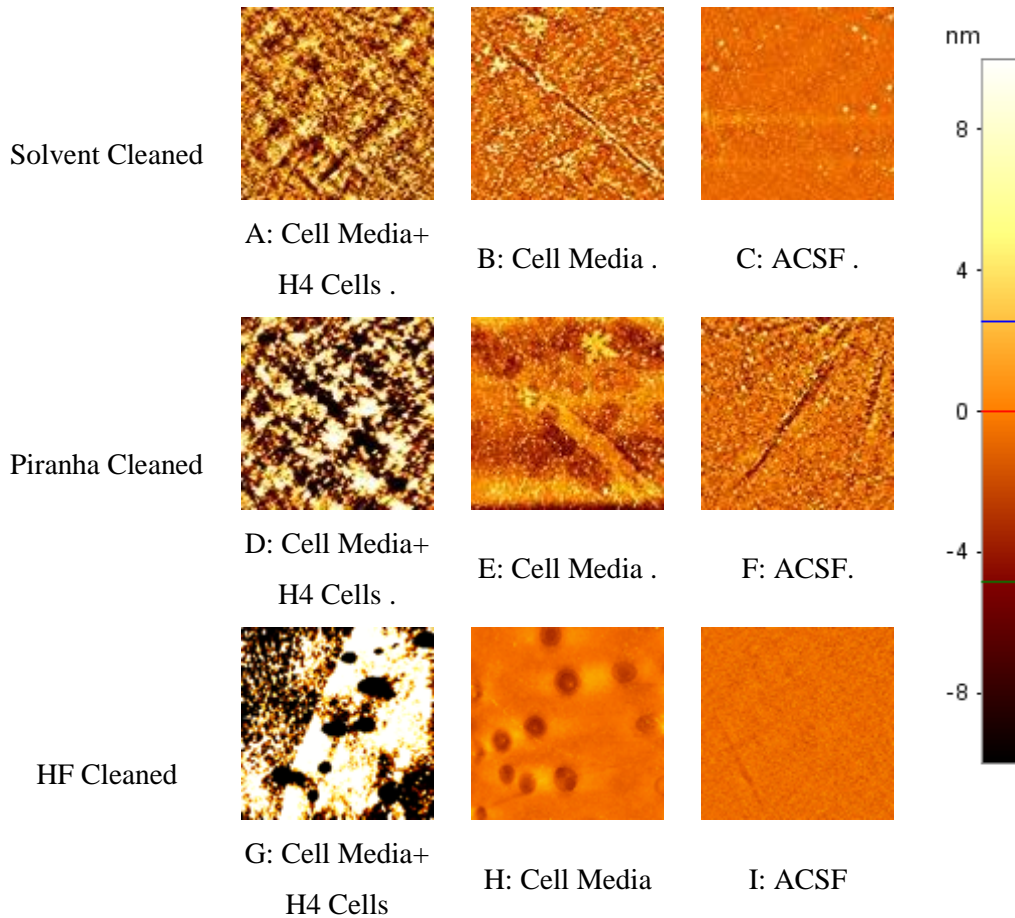 nm
8
4
0
-4
-8
Solvent Cleaned
A: Cell Media+
H4 Cells .
B: Cell Media .
C: ACSF .
Piranha Cleaned
D: Cell Media+
H4 Cells .
E: Cell Media .
F: ACSF.
HF Cleaned
G: Cell Media+
H4 Cells
H: Cell Media
I: ACSF